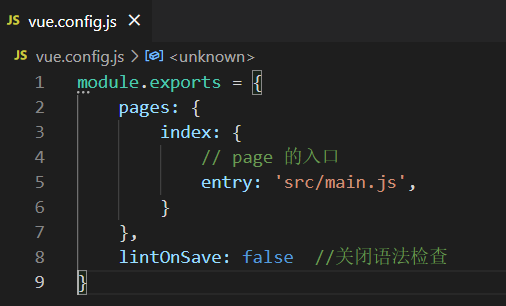 JS vue.config.js ×
JS vue.config.js > <unknown>
1 module.exports = {
2     pages: {
3         index: {
4             // page 的入口
5             entry: 'src/main.js',
6         }
7     },
8     lintOnSave: false  //关闭语法检查
9 }